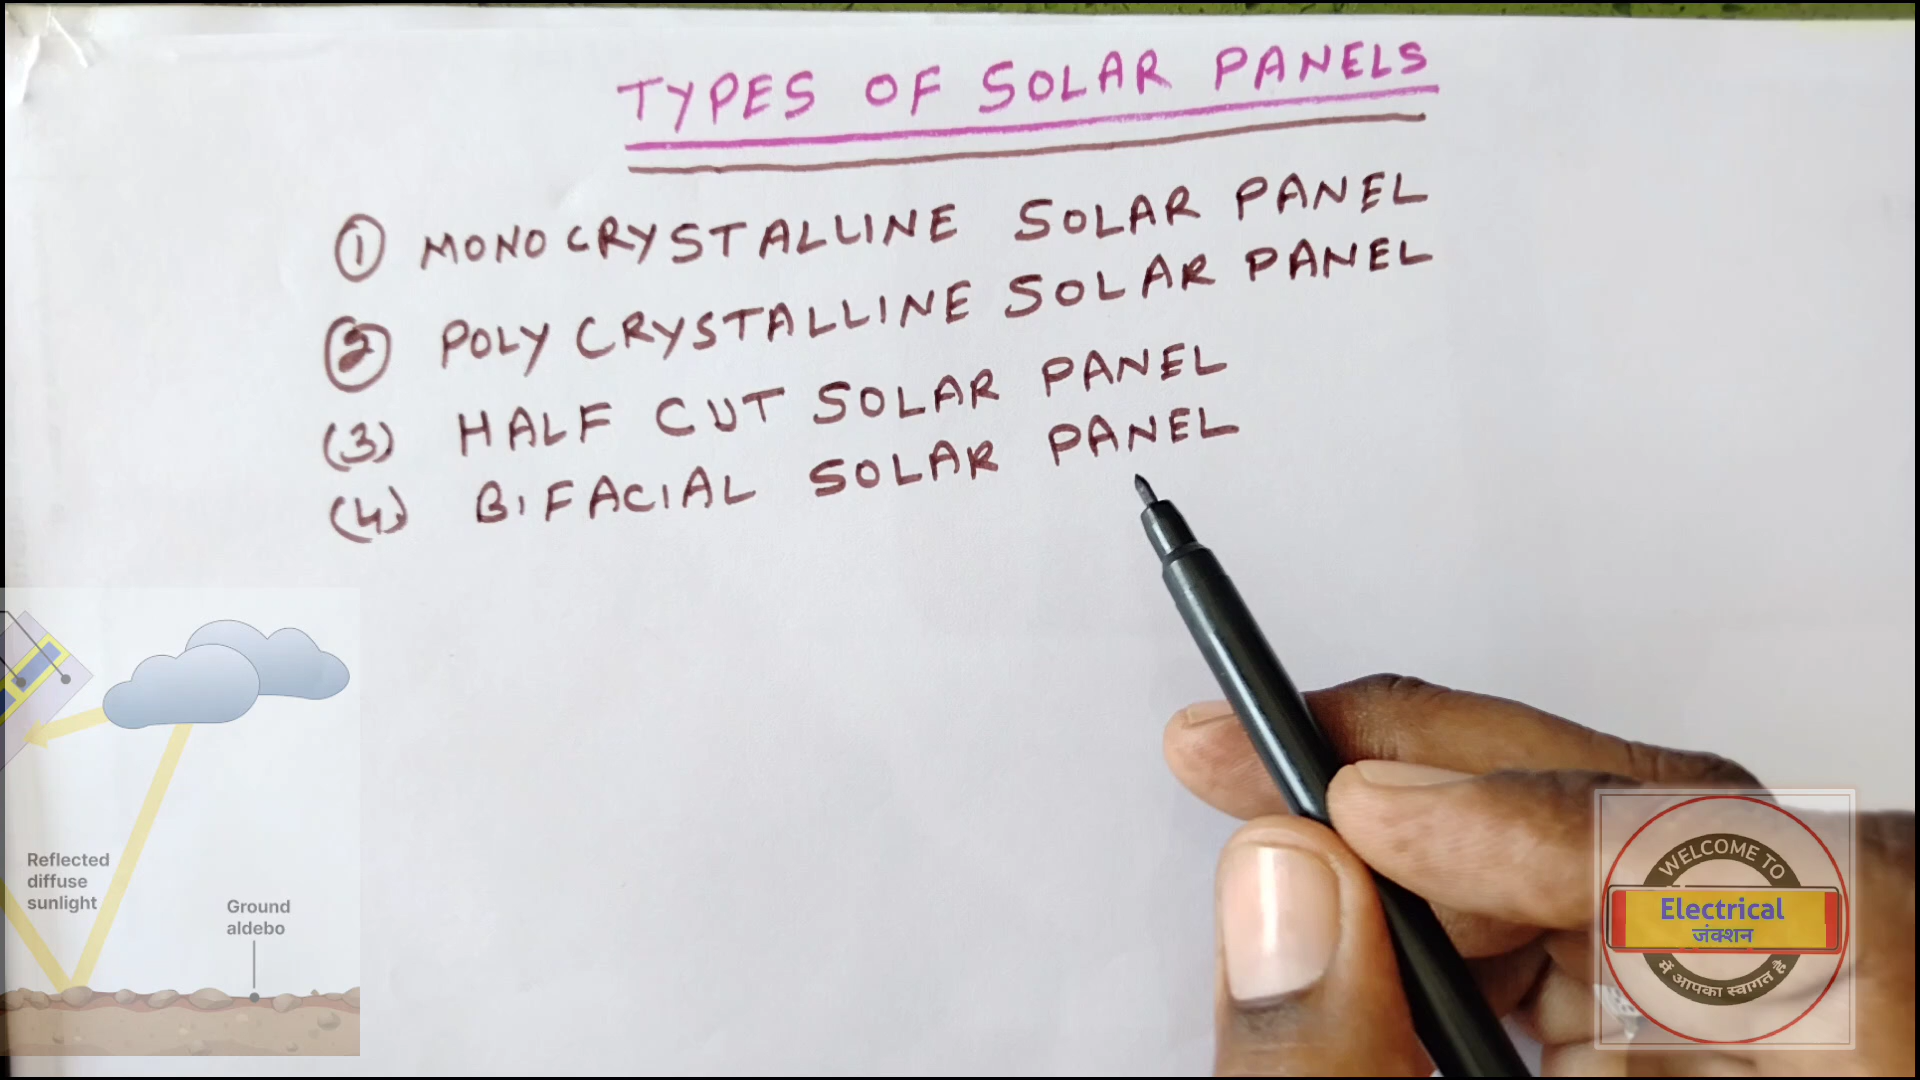 TYPES OF SOLAR PANELS
① MONOCRYSTALLINE SOLAR PANEL
② POLY CRYSTALLINE SOLAR PANEL
(3) HALF CUT SOLAR PANEL
(4) BIFACIAL SOLAR PANEL
Reflected
diffuse
sunlight
Ground
aldebo
WELCOME TO
Electrical
जंक्शन
में आपका स्वागत है